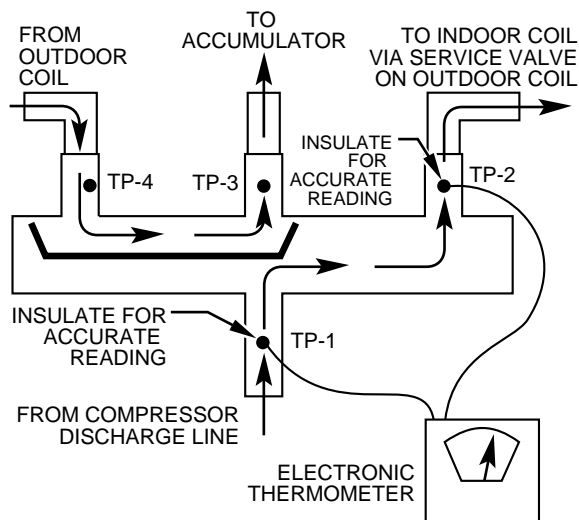 FROM
OUTDOOR
COIL
TO
ACCUMULATOR
TO INDOOR COIL
VIA SERVICE VALVE
ON OUTDOOR COIL
INSULATE
FOR
ACCURATE
READING
TP-4
TP-3
TP-2
INSULATE FOR
ACCURATE
READING
TP-1
FROM COMPRESSOR
DISCHARGE LINE
ELECTRONIC
THERMOMETER